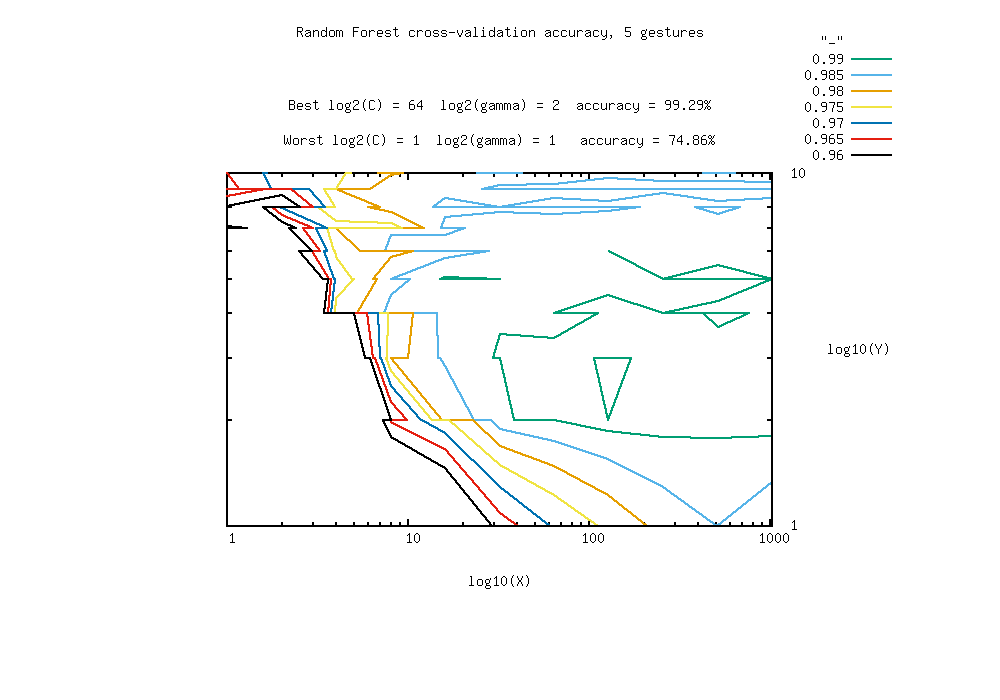 Random Forest cross-validation accuracy, 5 gestures
"_"
0.99
0.985
Best log2(C) = 64 log2(gamma) = 2 accuracy = 99.29%
0.98
0.975
0.97
Worst log2(C) = 1 log2(gamma) = 1 accuracy = 74.86%
0.965
0.96
10
log10(Y)
1
1 10 100 1000
log10(X)